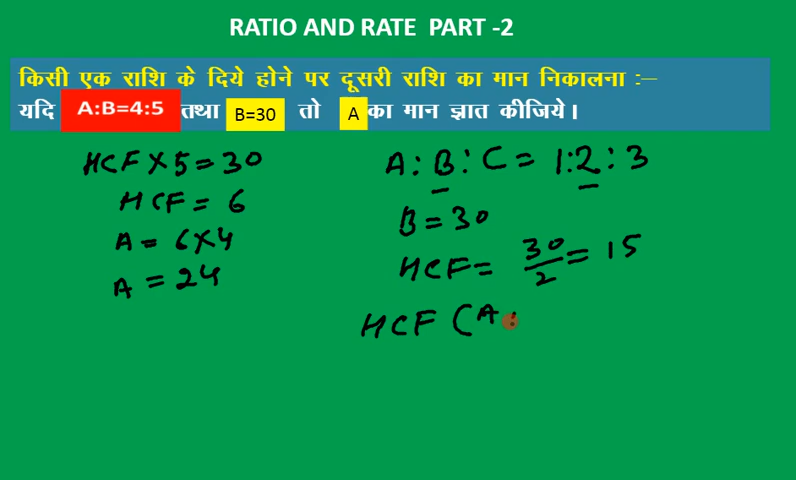 RATIO AND RATE PART -2
किसी एक राशि के दिये होने पर दूसरी राशि का मान निकालना :–
यदि A:B=4:5 तथा B=30 तो A का मान ज्ञात कीजिये।
HCF × 5 = 30
HCF = 6
A = 6×4
A = 24
A : B : C = 1:2 : 3
B = 30
HCF = 30/2 = 15
HCF (A :